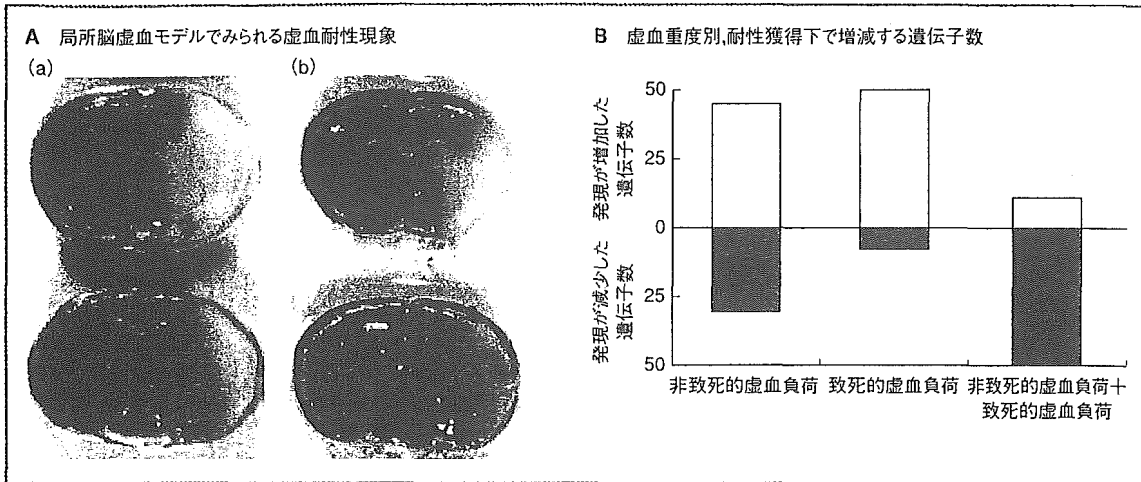 A 局所脳虚血モデルでみられる虚血耐性現象
(a)
(b)
B 虚血重度別,耐性獲得下で増減する遺伝子数
発現が増加した
遺伝子数
発現が減少した
遺伝子数
50
25
0
25
50
非致死的虚血負荷
致死的虚血負荷
非致死的虚血負荷+
致死的虚血負荷